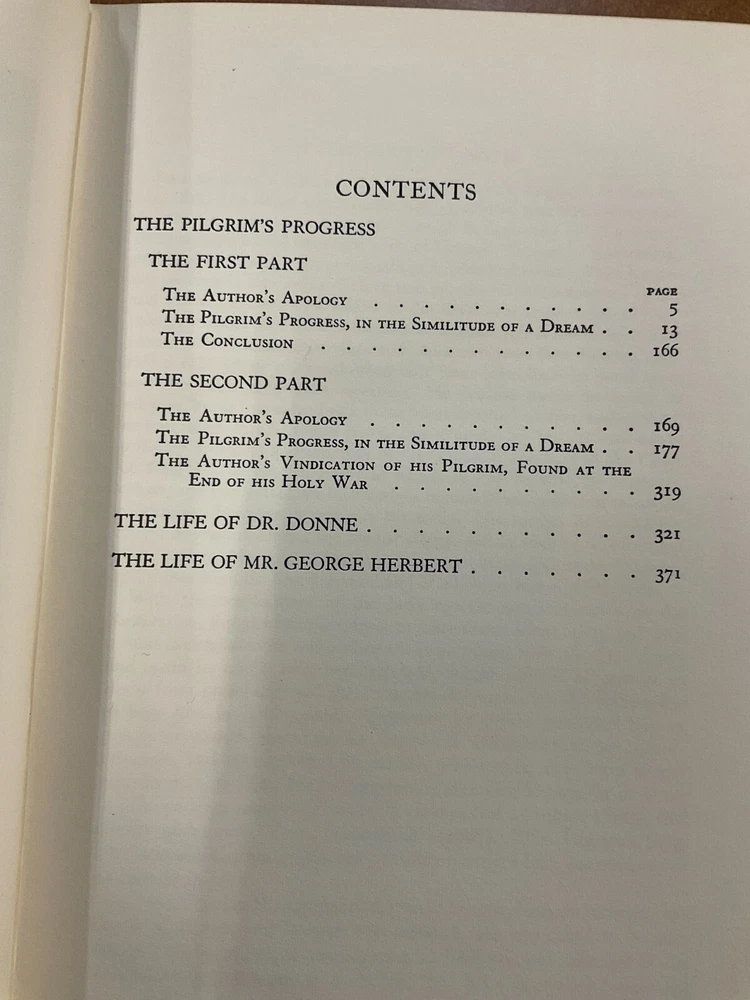 CONTENTS
THE PILGRIM'S PROGRESS
THE FIRST PART
PAGE
The Author's Apology . . . . . . . . . . . 5
The Pilgrim's Progress, in the Similitude of a Dream . . 13
The Conclusion . . . . . . . . . . . . . 166
THE SECOND PART
The Author's Apology . . . . . . . . . . . 169
The Pilgrim's Progress, in the Similitude of a Dream . . 177
The Author's Vindication of his Pilgrim, Found at the
End of his Holy War . . . . . . . . . . 319
THE LIFE OF DR. DONNE . . . . . . . . . . . 321
THE LIFE OF MR. GEORGE HERBERT . . . . . . . 371